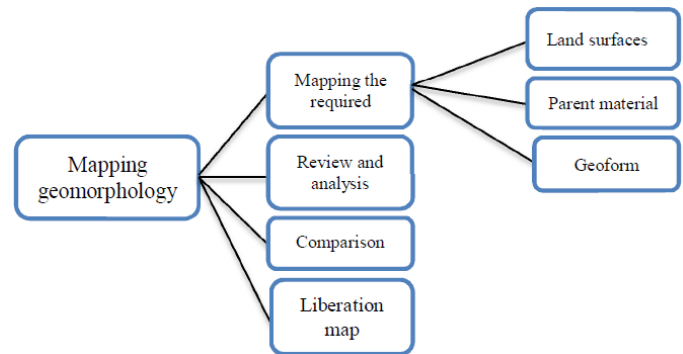 Mapping
geomorphology
Mapping the
required
Review and
analysis
Comparison
Liberation
map
Land surfaces
Parent material
Geoform